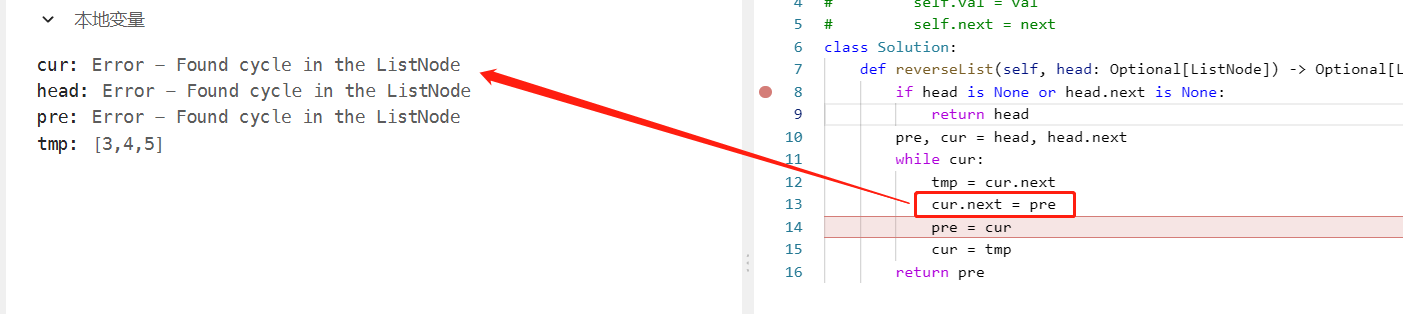 本地变量
cur: Error – Found cycle in the ListNode
head: Error – Found cycle in the ListNode
pre: Error – Found cycle in the ListNode
tmp: [3,4,5]
4 # self.val = val
5 # self.next = next
6 class Solution:
7 def reverseList(self, head: Optional[ListNode]) -> Optional[L
8 if head is None or head.next is None:
9 return head
10 pre, cur = head, head.next
11 while cur:
12 tmp = cur.next
13 cur.next = pre
14 pre = cur
15 cur = tmp
16 return pre